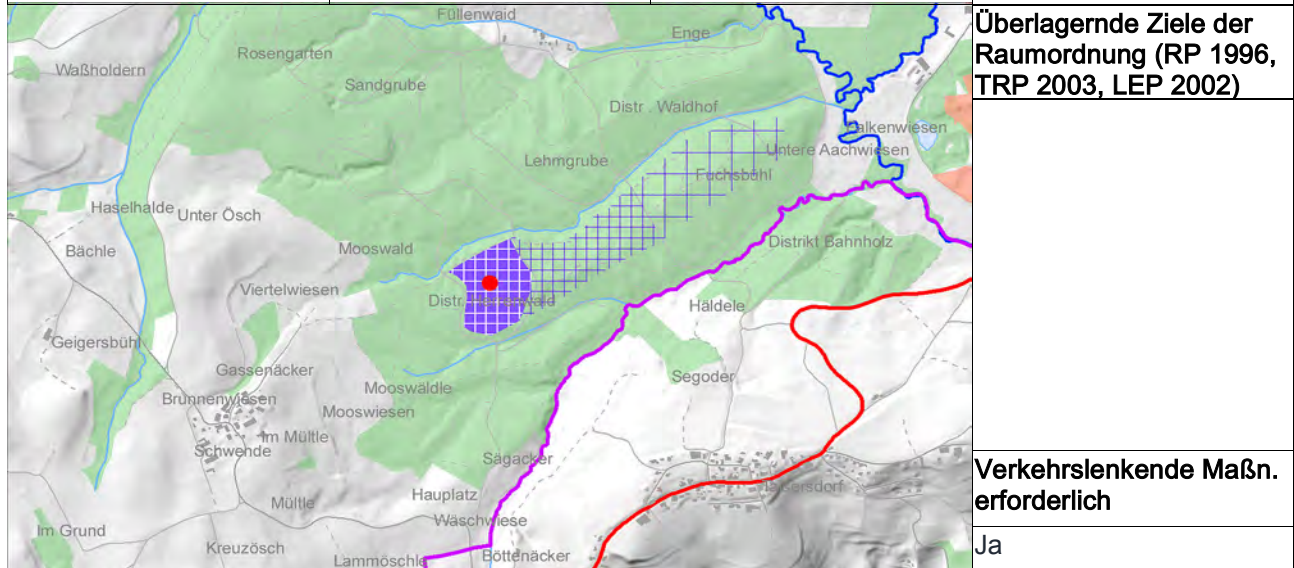 Füllenwaid
Enge
Rosengarten
Waßholdern
Sandgrube
Distr . Waldhof
Falkenwiesen
Untere Aachwiesen
Lehmgrube
Fuchsbühl
Haselhalde
Unter Ösch
Bächle
Mooswald
Distrikt Bahnholz
Viertelwiesen
Distr.
Häldele
Geigersbühl
Gassenäcker
Segoder
Mooswäldle
Brunnenwiesen
Mooswiesen
Im Mültle
Schwende
Sägacker
Mültle
Hauplatz
Wäschwiese
Im Grund
Kreuzösch
Lammöschle
Böttenäcker
Überlagernde Ziele der
Raumordnung (RP 1996,
TRP 2003, LEP 2002)
Verkehrslenkende Maßn.
erforderlich
Ja